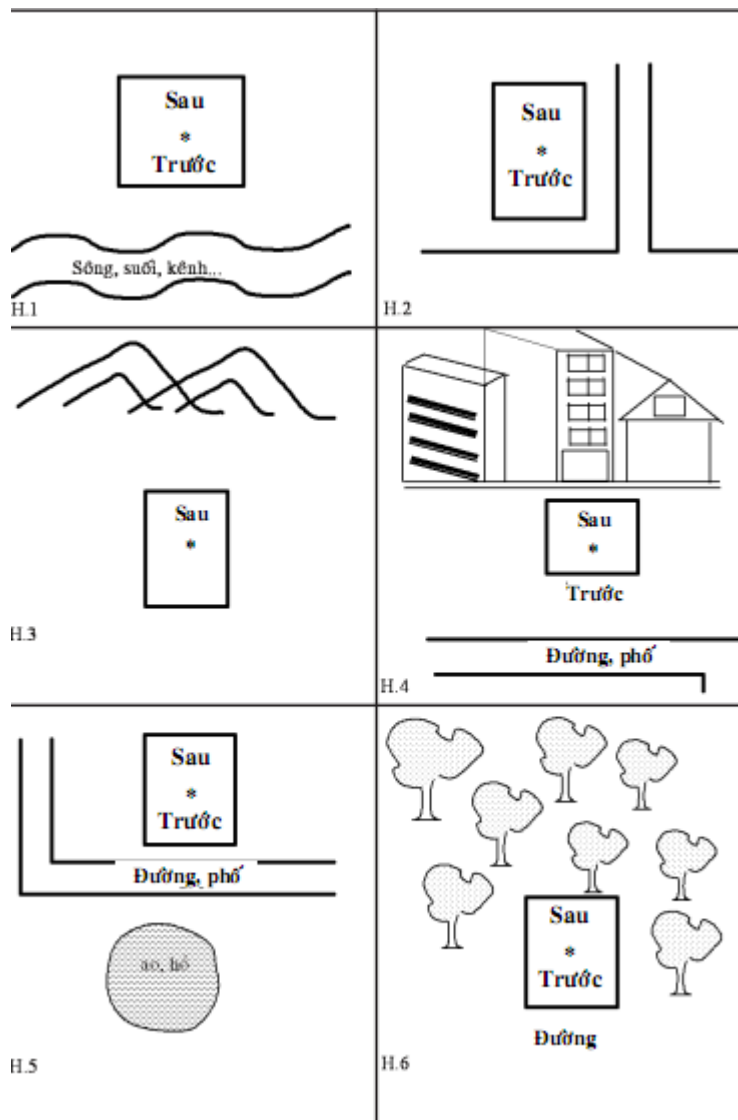 Sau
*
Trước
Sông, suối, kênh...
H.1
Sau
*
Trước
H.2
Sau
*
H.3
Sau
*
Trước
Đường, phố
H.4
Sau
*
Trước
Đường, phố
ao, hồ
H.5
Sau
*
Trước
Đường
H.6